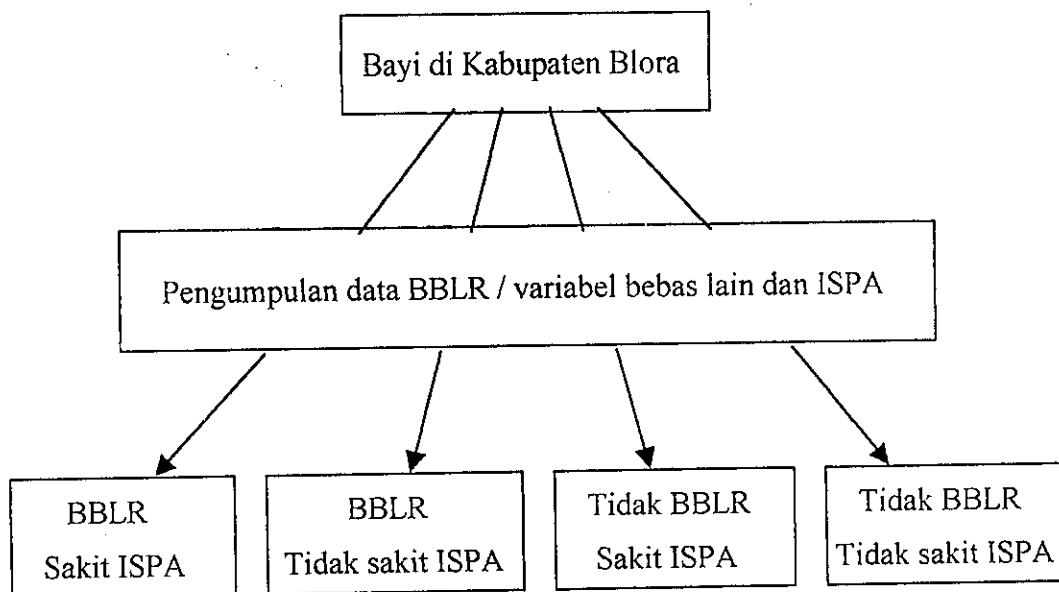 Bayi di Kabupaten Blora
Pengumpulan data BBLR / variabel bebas lain dan ISPA
BBLR
Sakit ISPA
BBLR
Tidak sakit ISPA
Tidak BBLR
Sakit ISPA
Tidak BBLR
Tidak sakit ISPA